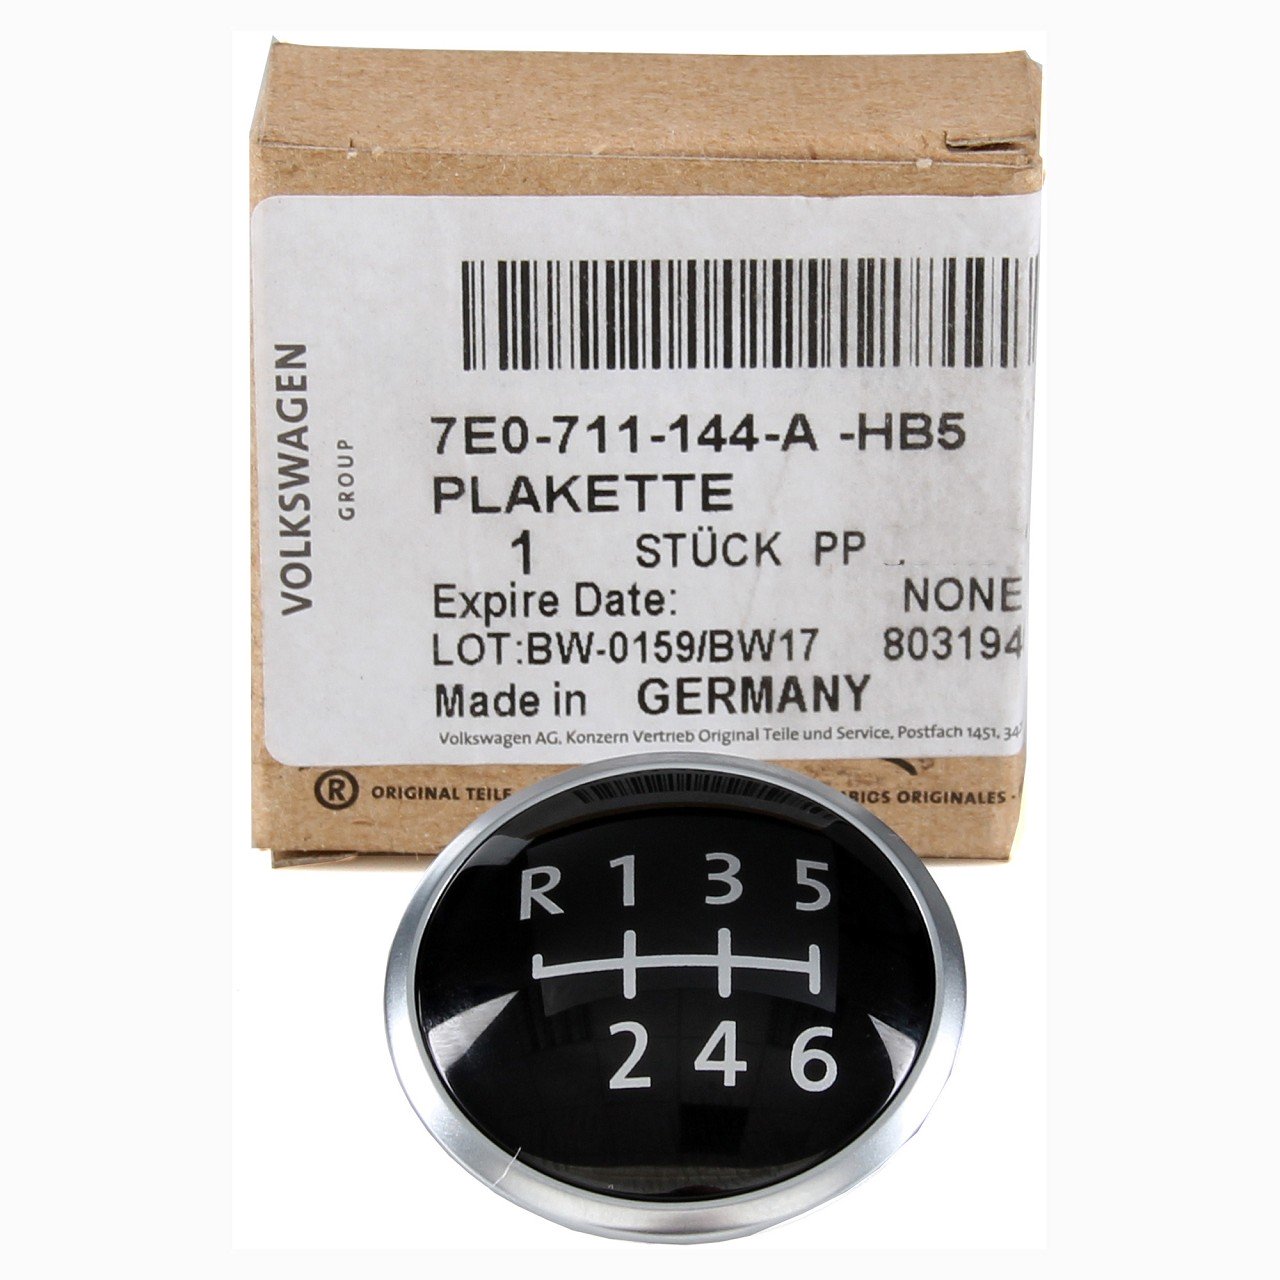 VOLKSWAGEN
GROUP
7E0-711-144-A -HB5
PLAKETTE
1 STÜCK PP
Expire Date: NONE
LOT:BW-0159/BW17 803194
Made in GERMANY
Volkswagen AG, Konzern Vertrieb Original Teile und Service, Postfach 1451,
® ORIGINAL TEILE ORIGINALES
R 1 3 5
2 4 6